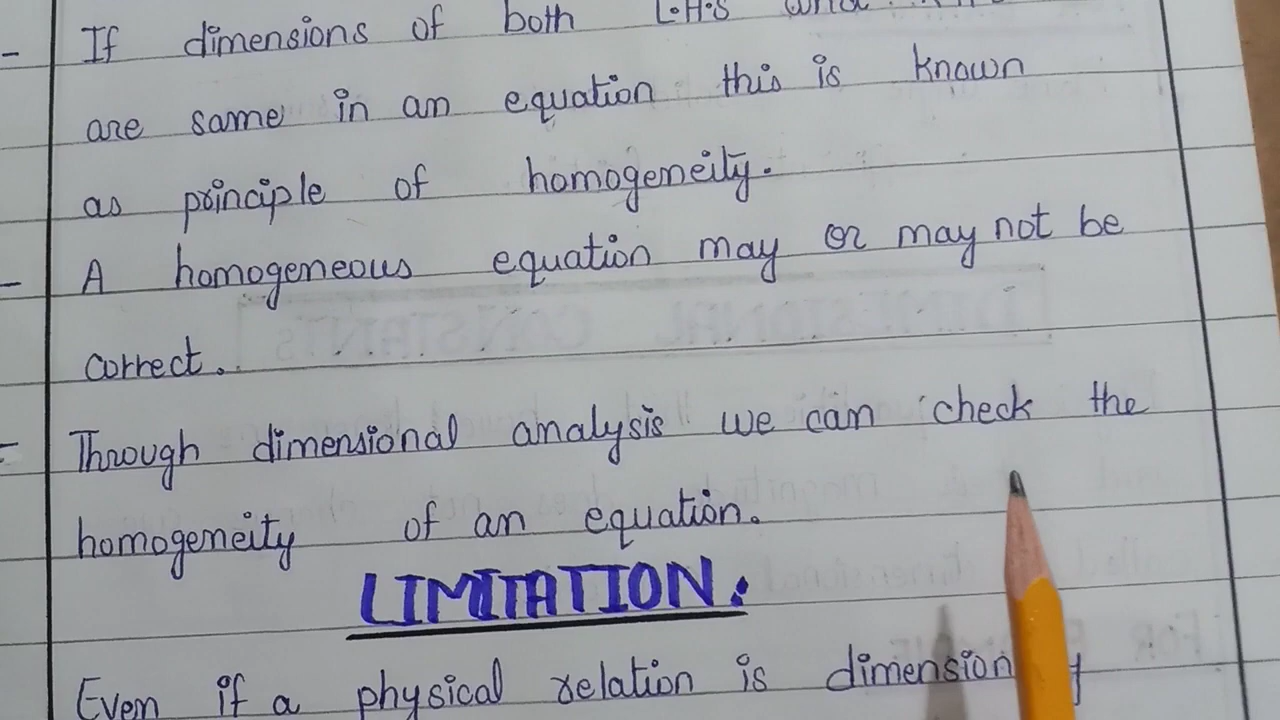 - If dimensions of both L.H.S and
are same in an equation this is known
as principle of homogeneity.
- A homogeneous equation may or may not be
correct.
- Through dimensional analysis we can check the
homogeneity of an equation.
LIMITATION:
Even if a physical relation is